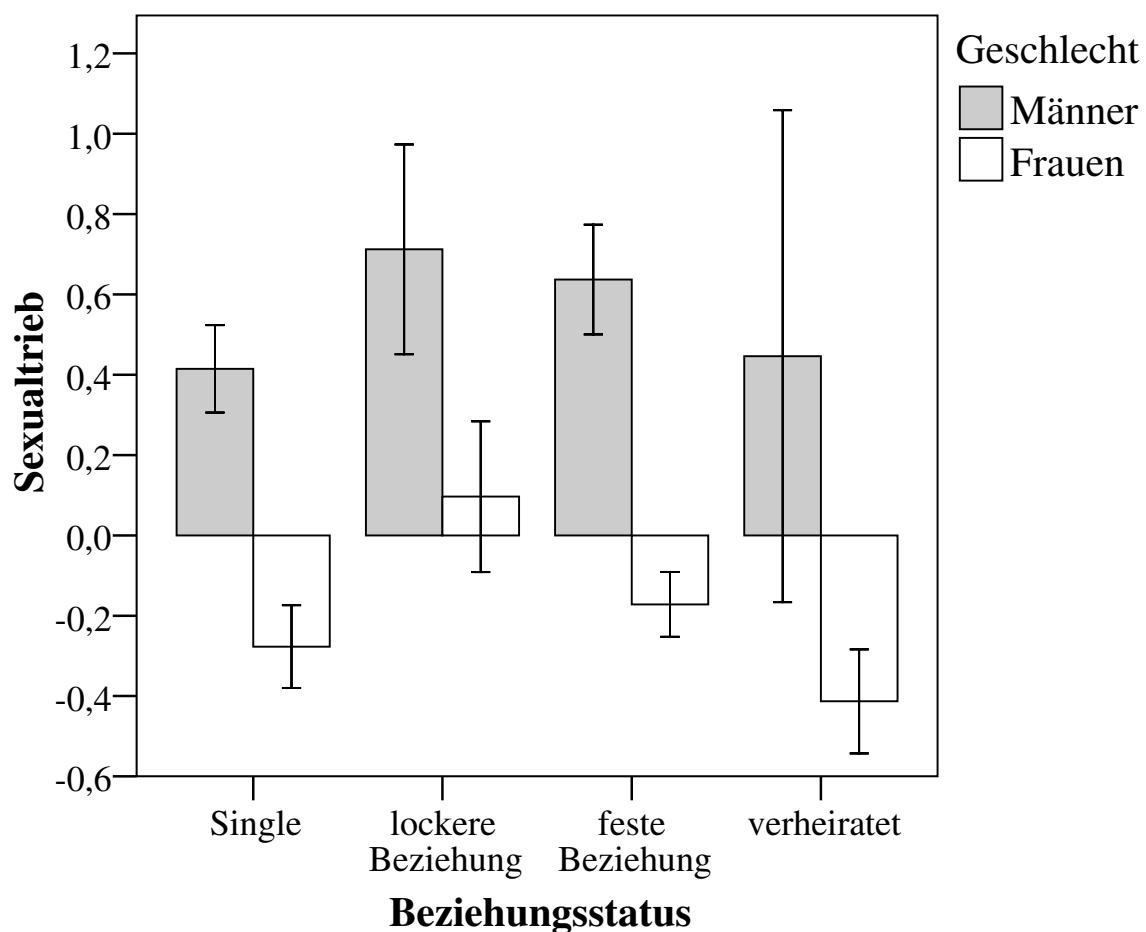 Geschlecht
Männer
Frauen
1,2
1,0
0,8
0,6
0,4
0,2
0,0
-0,2
-0,4
-0,6
Sexualtrieb
Single
lockere
Beziehung
feste
Beziehung
verheiratet
Beziehungsstatus